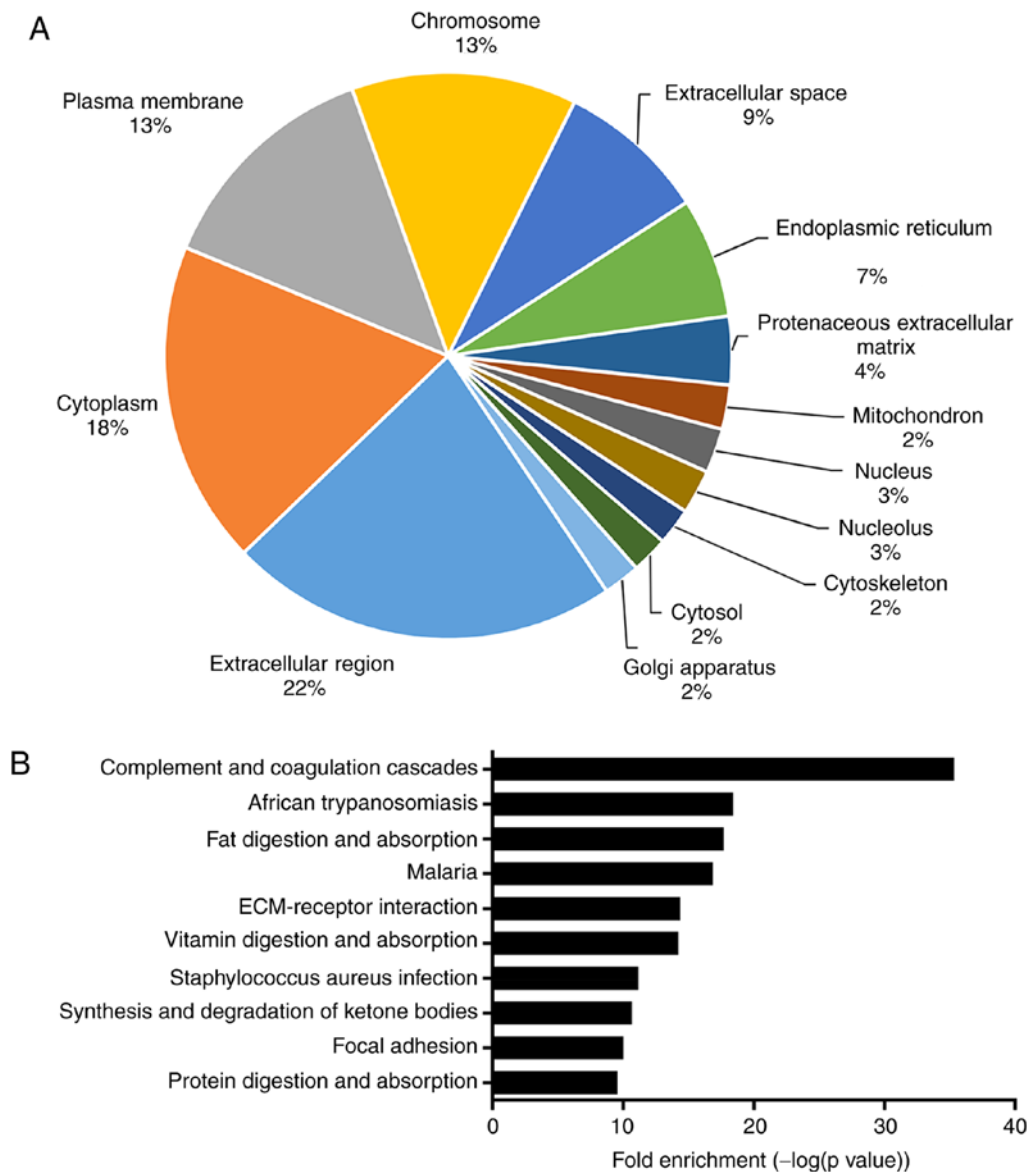 A
Chromosome
13%
Plasma membrane
13%
Extracellular space
9%
Endoplasmic reticulum
7%
Protenaceous extracellular
matrix
4%
Mitochondron
2%
Nucleus
3%
Nucleolus
3%
Cytoskeleton
2%
Cytosol
2%
Golgi apparatus
2%
Extracellular region
22%
Cytoplasm
18%
B
Complement and coagulation cascades
African trypanosomiasis
Fat digestion and absorption
Malaria
ECM-receptor interaction
Vitamin digestion and absorption
Staphylococcus aureus infection
Synthesis and degradation of ketone bodies
Focal adhesion
Protein digestion and absorption
0 10 20 30 40
Fold enrichment (−log(p value))